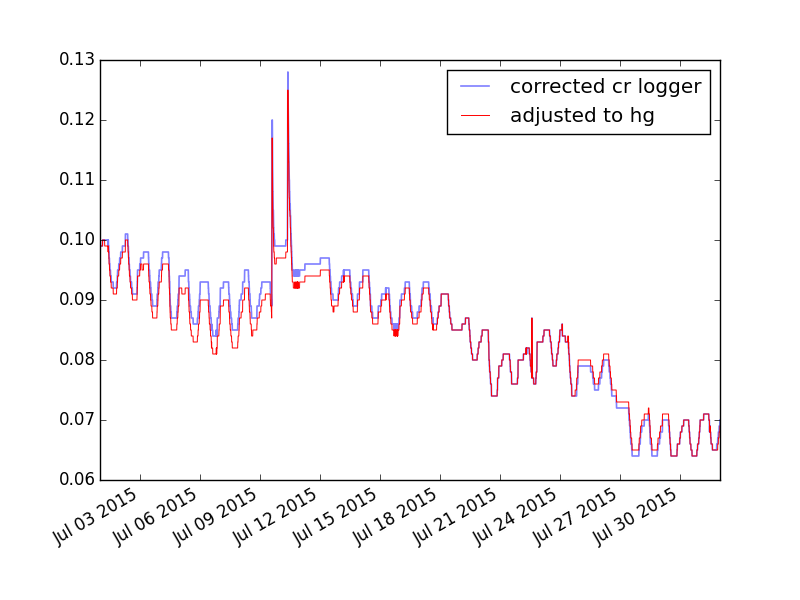 0.13
0.12
0.11
0.10
0.09
0.08
0.07
0.06
corrected cr logger
adjusted to hg
Jul 03 2015
Jul 06 2015
Jul 09 2015
Jul 12 2015
Jul 15 2015
Jul 18 2015
Jul 21 2015
Jul 24 2015
Jul 27 2015
Jul 30 2015